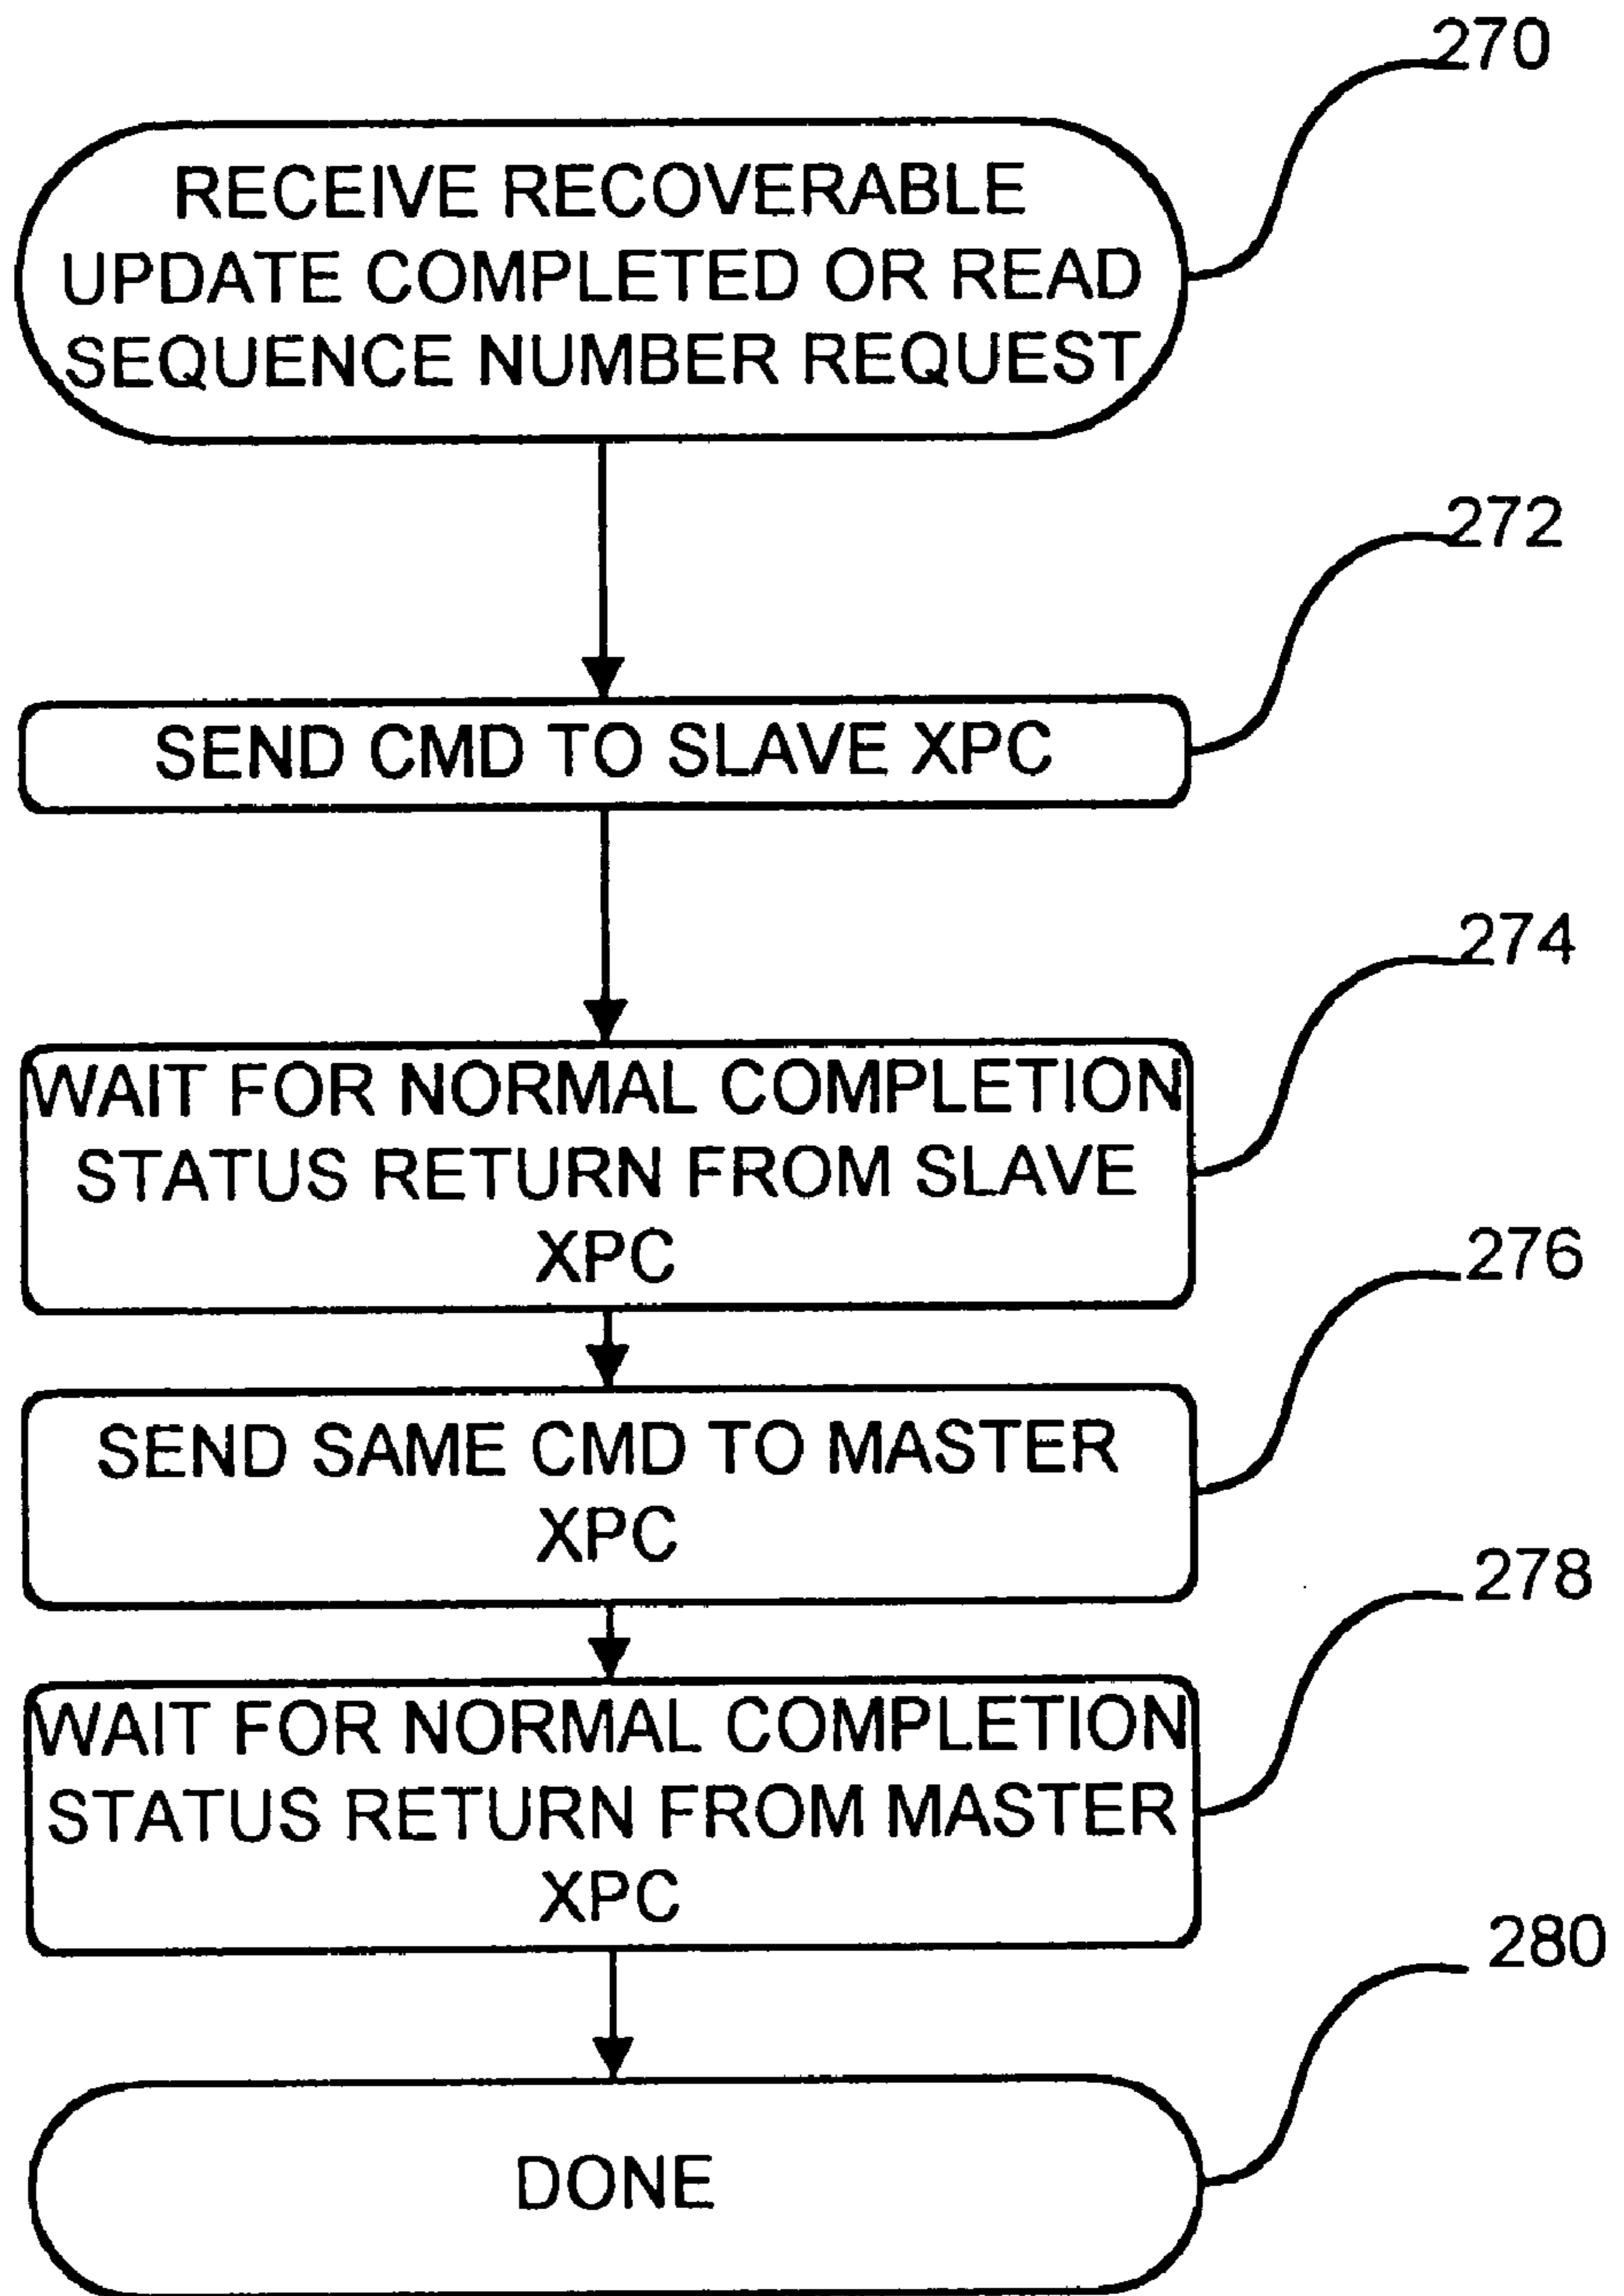 270
RECEIVE RECOVERABLE
UPDATE COMPLETED OR READ
SEQUENCE NUMBER REQUEST
272
SEND CMD TO SLAVE XPC
274
WAIT FOR NORMAL COMPLETION
STATUS RETURN FROM SLAVE
XPC
276
SEND SAME CMD TO MASTER
XPC
278
WAIT FOR NORMAL COMPLETION
STATUS RETURN FROM MASTER
XPC
280
DONE